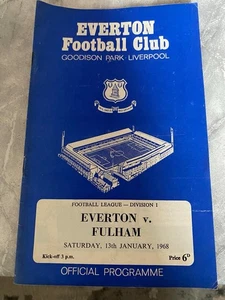 EVERTON
Football Club
GOODISON PARK · LIVERPOOL
FOOTBALL LEAGUE — DIVISION 1
EVERTON v.
FULHAM
SATURDAY, 13th JANUARY, 1968
Kick-off 3 p.m.
Price 6D
OFFICIAL PROGRAMME